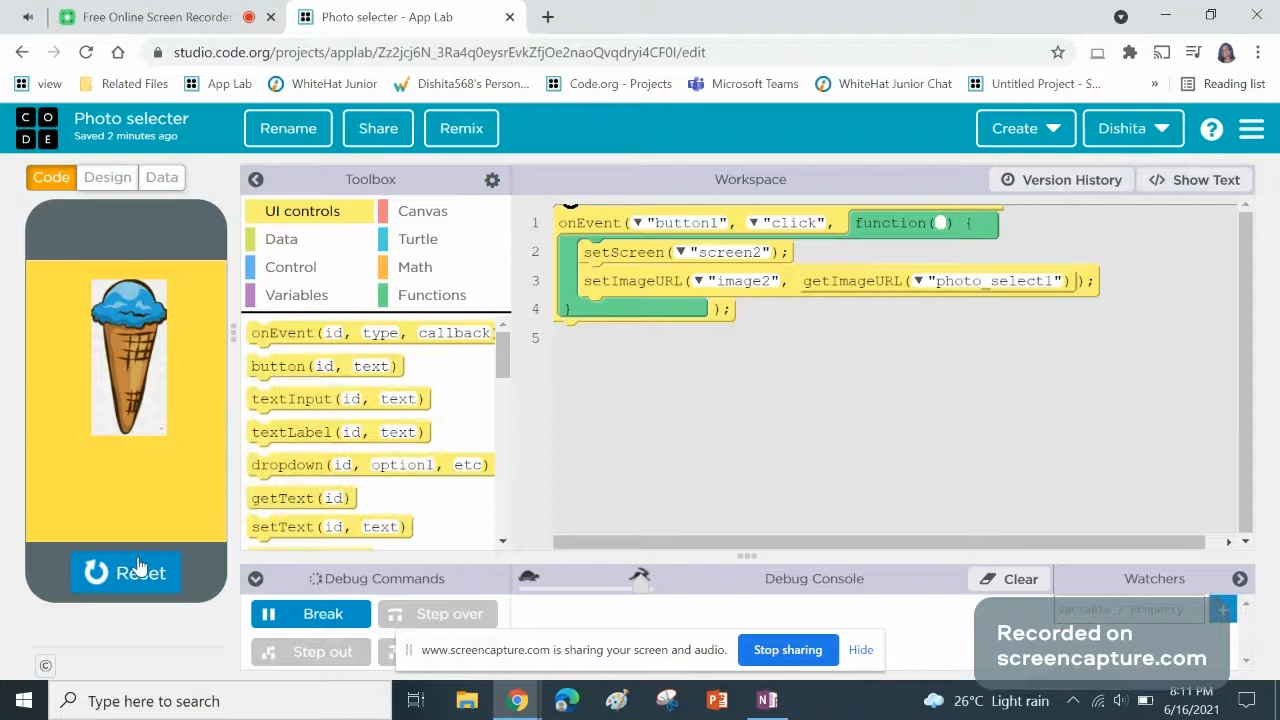 Free Online Screen Recorder
Photo selecter - App Lab
studio.code.org/projects/applab/Zz2jcj6N_3Ra4q0eysrEvkZfjOe2naoQvqdryi4CF0I/edit
view
Related Files
App Lab
WhiteHat Junior
Dishita568's Person...
Code.org - Projects
Microsoft Teams
WhiteHat Junior Chat
Untitled Project - S...
»
Reading list
C O
D E
Photo selecter
Saved 2 minutes ago
Rename
Share
Remix
Create
Dishita
?
Code
Design
Data
Toolbox
Workspace
Version History
</> Show Text
UI controls
Canvas
Data
Turtle
Control
Math
Variables
Functions
onEvent(id, type, callback)
button(id, text)
textInput(id, text)
textLabel(id, text)
dropdown(id, option1, etc)
getText(id)
setText(id, text)
1 onEvent("button1", "click", function( ) {
2 setScreen("screen2");
3 setImageURL("image2", getImageURL("photo_select1"));
4 } );
5
Reset
Debug Commands
Debug Console
Clear
Watchers
Break
Step over
Step out
variable / property
+
www.screencapture.com is sharing your screen and audio.
Stop sharing
Hide
Recorded on
screencapture.com
©
Type here to search
26°C Light rain
8:11 PM
6/16/2021